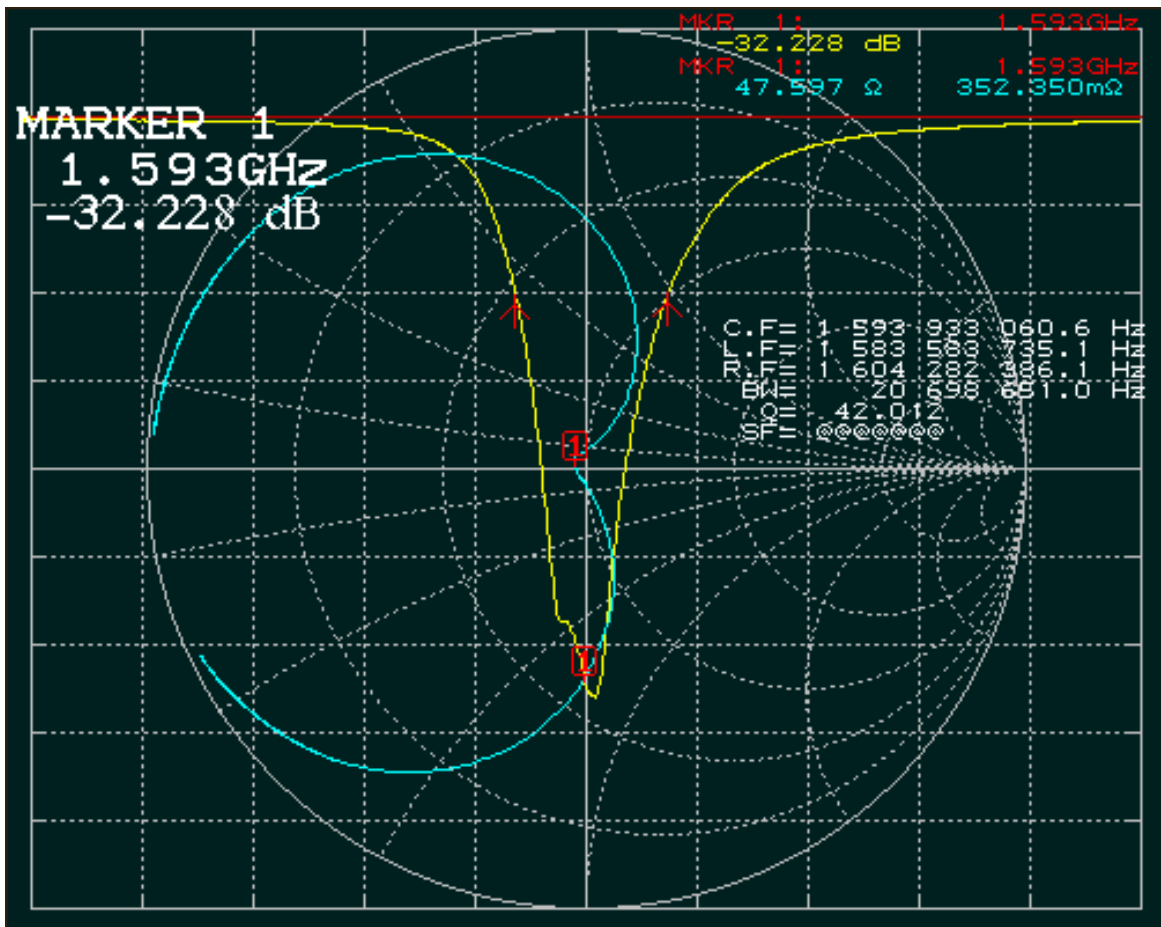 MKR 1: 1.593GHz
-32.228 dB
MKR 1: 1.593GHz
47.597 Ω 352.350mΩ
MARKER 1
1.593GHz
-32.228 dB
C.F= 1 593 933 060.6 Hz
L.F= 1 583 583 735.1 Hz
R.F= 1 604 282 386.1 Hz
BW= 20 698 651.0 Hz
Q= 42.012
SF= @@@@@@@
1
1